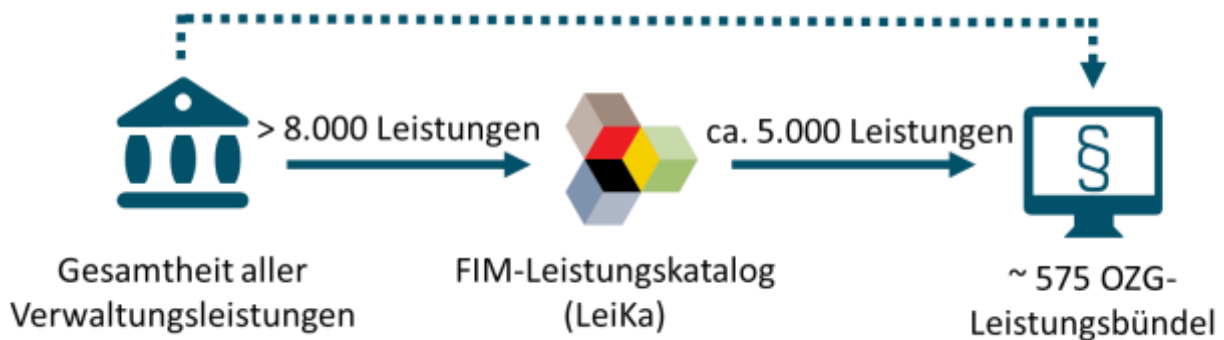 > 8.000 Leistungen
ca. 5.000 Leistungen
§
Gesamtheit aller
Verwaltungsleistungen
FIM-Leistungskatalog
(LeiKa)
~ 575 OZG-
Leistungsbündel